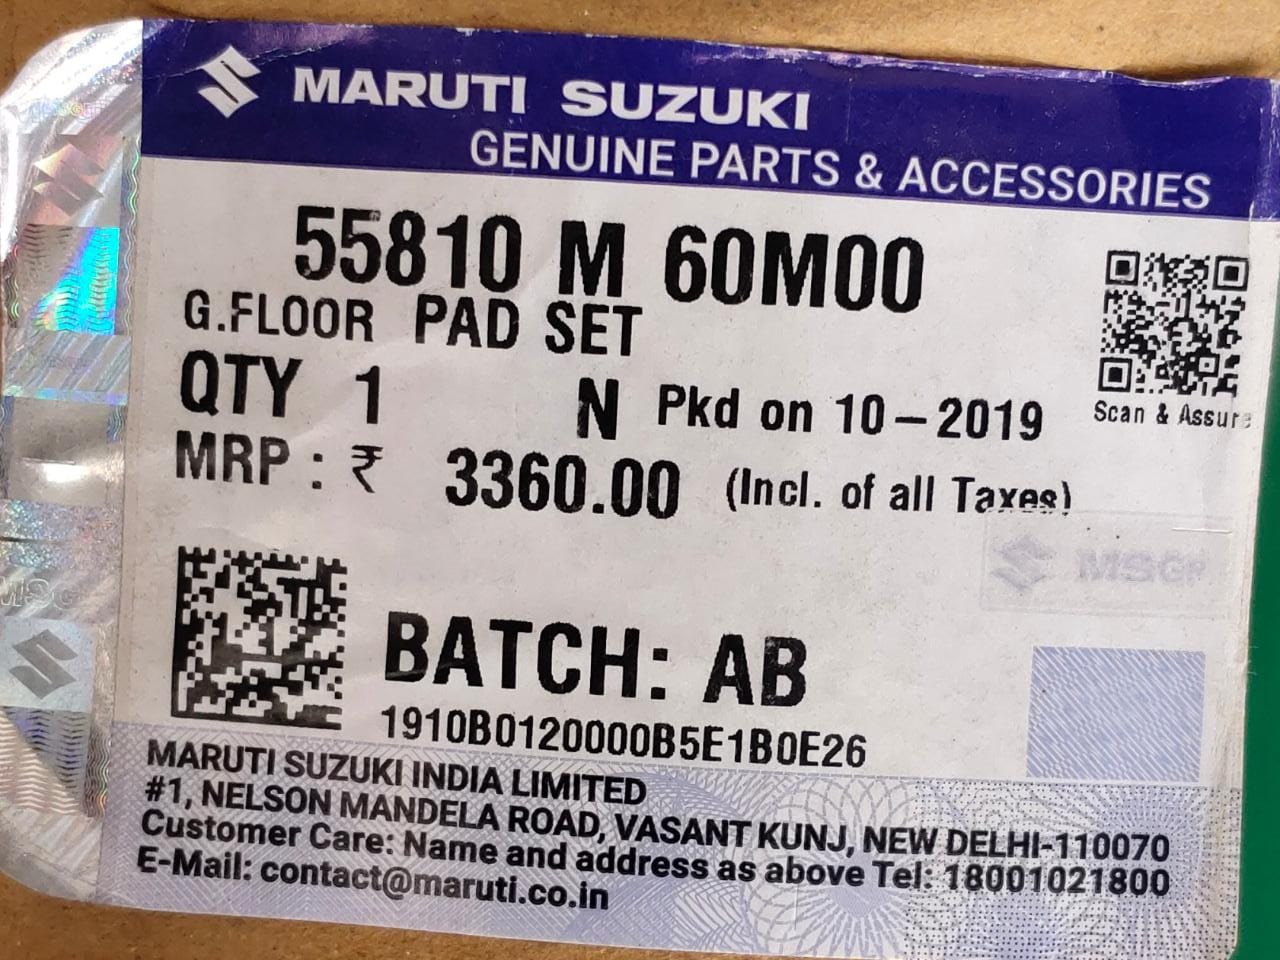 MARUTI SUZUKI
GENUINE PARTS & ACCESSORIES
55810 M 60M00
G.FLOOR PAD SET
QTY 1 N Pkd on 10-2019
Scan & Assure
MRP : ₹ 3360.00 (Incl. of all Taxes)
MSGP
BATCH: AB
1910B0120000B5E1B0E26
MARUTI SUZUKI INDIA LIMITED
#1, NELSON MANDELA ROAD, VASANT KUNJ, NEW DELHI-110070
Customer Care: Name and address as above Tel: 18001021800
E-Mail: contact@maruti.co.in